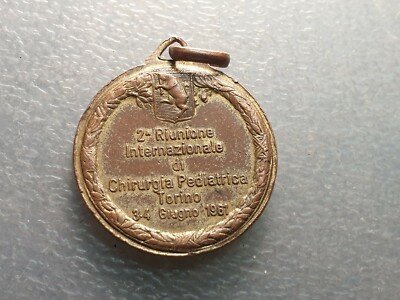 2ª Riunione
Internazionale
di
Chirurgia Pediatrica
Torino
3-4 Giugno 1961